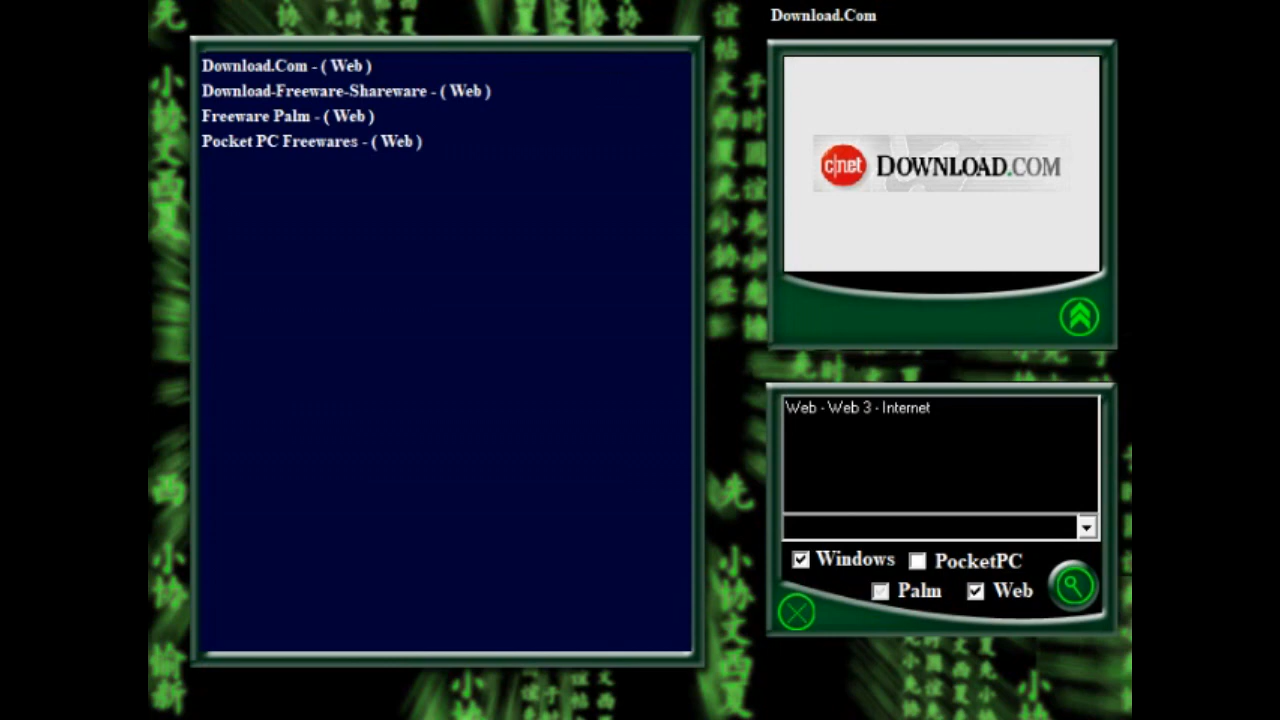 Download.Com
Download.Com - ( Web )
Download-Freeware-Shareware - ( Web )
Freeware Palm - ( Web )
Pocket PC Freewares - ( Web )
c|net DOWNLOAD.COM
Web - Web 3 - Internet
Windows PocketPC
Palm Web